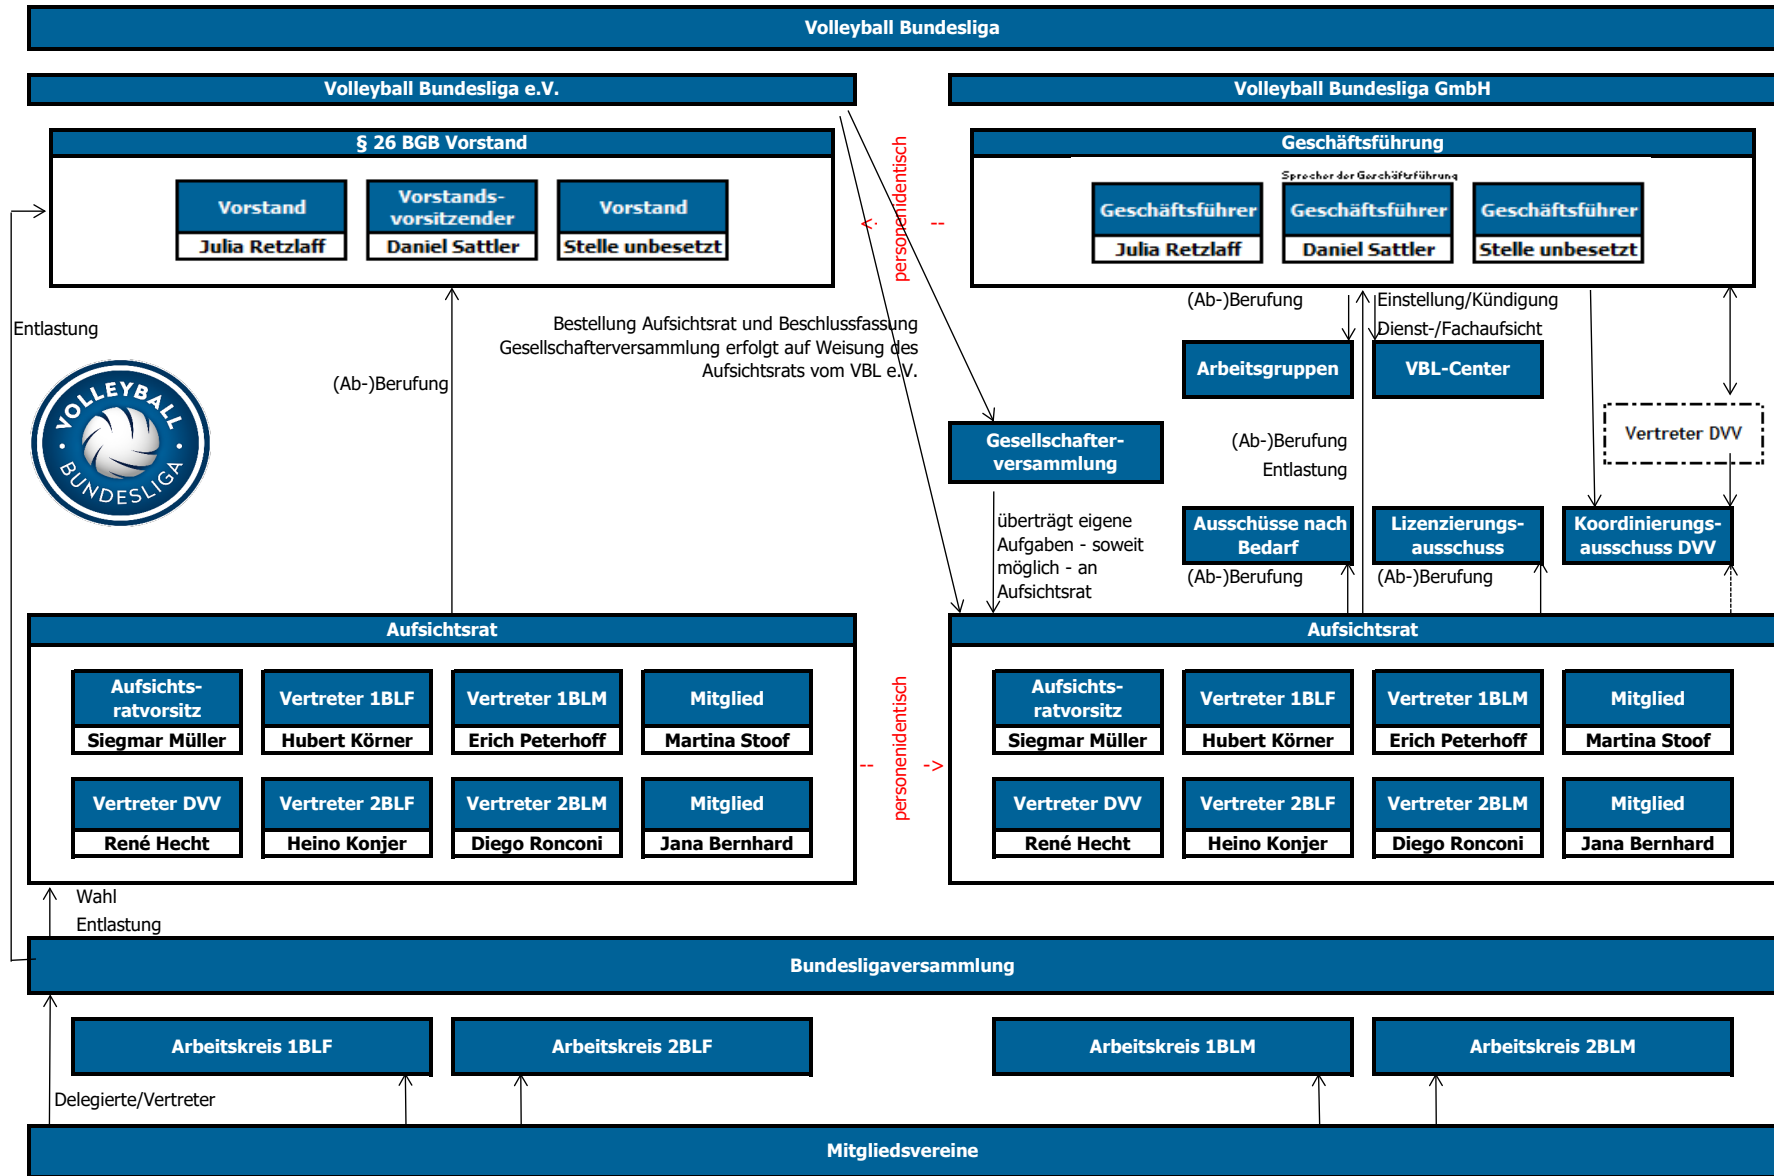 Volleyball Bundesliga
Volleyball Bundesliga e.V.
Volleyball Bundesliga GmbH
§ 26 BGB Vorstand
Vorstand
Julia Retzlaff
Vorstands-
vorsitzender
Daniel Sattler
Vorstand
Stelle unbesetzt
personenidentisch
<-
--
Geschäftsführung
Sprecher der Geschäftsführung
Geschäftsführer
Julia Retzlaff
Geschäftsführer
Daniel Sattler
Geschäftsführer
Stelle unbesetzt
Entlastung
VOLLEYBALL
BUNDESLIGA
(Ab-)Berufung
Bestellung Aufsichtsrat und Beschlussfassung
Gesellschafterversammlung erfolgt auf Weisung des
Aufsichtsrats vom VBL e.V.
(Ab-)Berufung
Einstellung/Kündigung
Dienst-/Fachaufsicht
Arbeitsgruppen
VBL-Center
Vertreter DVV
Gesellschafter-
versammlung
(Ab-)Berufung
Entlastung
überträgt eigene
Aufgaben - soweit
möglich - an
Aufsichtsrat
Ausschüsse nach
Bedarf
(Ab-)Berufung
Lizenzierungs-
ausschuss
(Ab-)Berufung
Koordinierungs-
ausschuss DVV
Aufsichtsrat
Aufsichts-
ratvorsitz
Siegmar Müller
Vertreter 1BLF
Hubert Körner
Vertreter 1BLM
Erich Peterhoff
Mitglied
Martina Stoof
Vertreter DVV
René Hecht
Vertreter 2BLF
Heino Konjer
Vertreter 2BLM
Diego Ronconi
Mitglied
Jana Bernhard
personenidentisch
--
->
Aufsichtsrat
Aufsichts-
ratvorsitz
Siegmar Müller
Vertreter 1BLF
Hubert Körner
Vertreter 1BLM
Erich Peterhoff
Mitglied
Martina Stoof
Vertreter DVV
René Hecht
Vertreter 2BLF
Heino Konjer
Vertreter 2BLM
Diego Ronconi
Mitglied
Jana Bernhard
Wahl
Entlastung
Bundesligaversammlung
Arbeitskreis 1BLF
Arbeitskreis 2BLF
Arbeitskreis 1BLM
Arbeitskreis 2BLM
Delegierte/Vertreter
Mitgliedsvereine